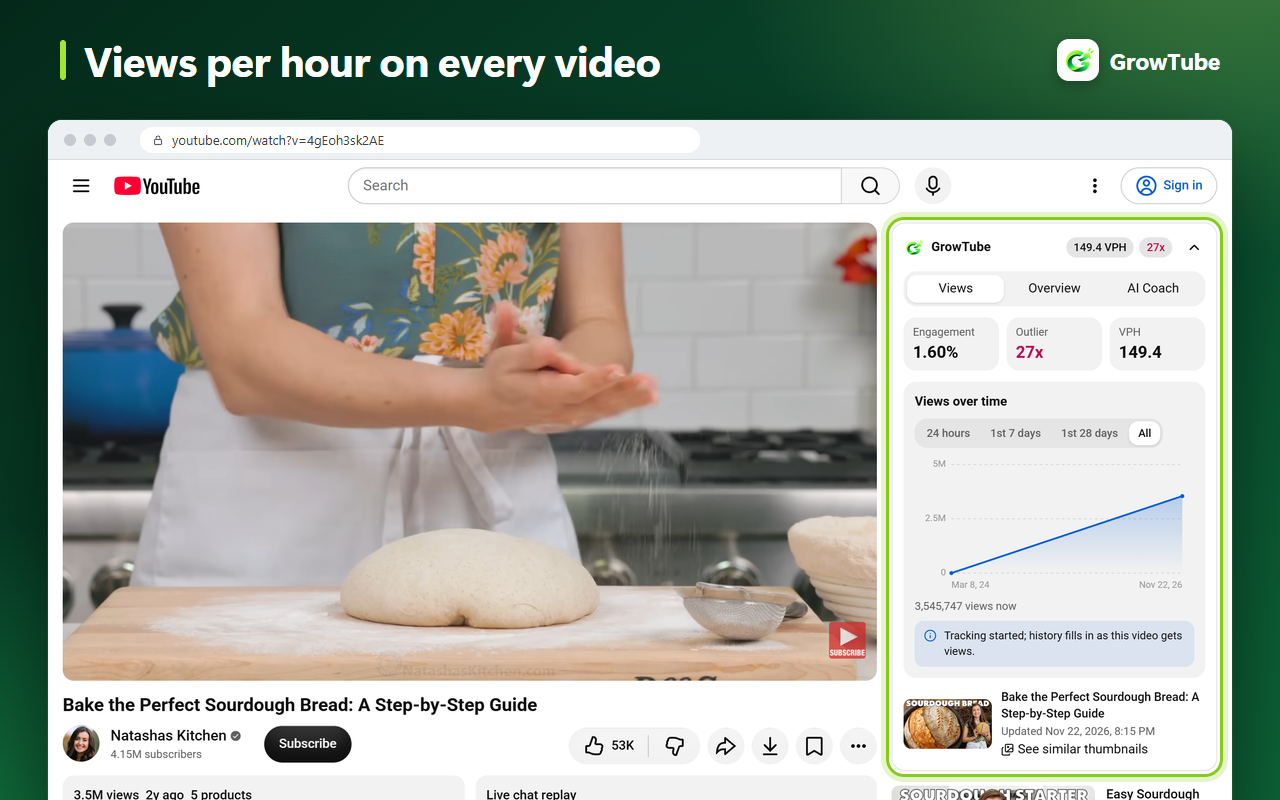 Views per hour on every video
GrowTube
youtube.com/watch?v=4gEoh3sk2AE
YouTube
Search
Sign in
SUBSCRIBE
NatashasKitchen.com
Bake the Perfect Sourdough Bread: A Step-by-Step Guide
Natashas Kitchen
4.15M subscribers
Subscribe
53K
3.5M views 2y ago 5 products
Live chat replay
GrowTube
149.4 VPH
27x
Views
Overview
AI Coach
Engagement
1.60%
Outlier
27x
VPH
149.4
Views over time
24 hours
1st 7 days
1st 28 days
All
5M
2.5M
0
Mar 8, 24
Nov 22, 26
3,545,747 views now
Tracking started; history fills in as this video gets
views.
SOURDOUGH BREAD
Bake the Perfect Sourdough Bread: A
Step-by-Step Guide
Updated Nov 22, 2026, 8:15 PM
See similar thumbnails
SOURDOUGH STARTER
Easy Sourdough